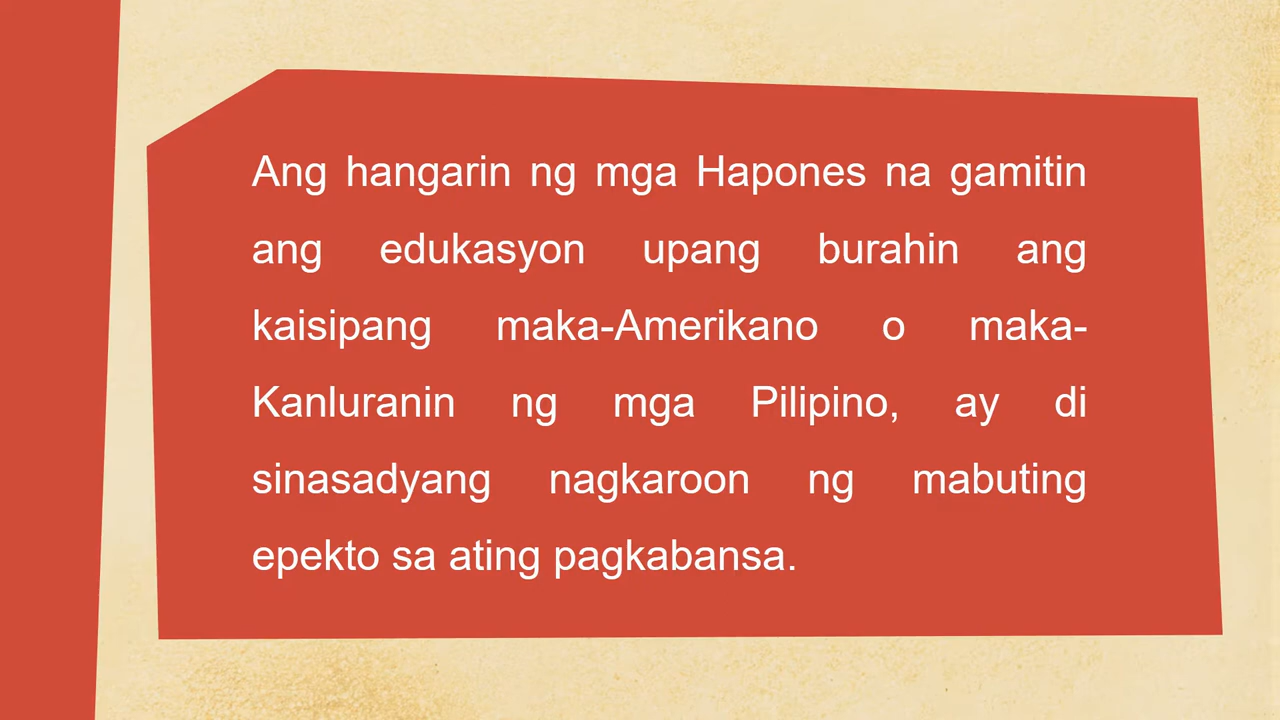 Ang hangarin ng mga Hapones na gamitin
ang edukasyon upang burahin ang
kaisipang maka-Amerikano o maka-
Kanluranin ng mga Pilipino, ay di
sinasadyang nagkaroon ng mabuting
epekto sa ating pagkabansa.